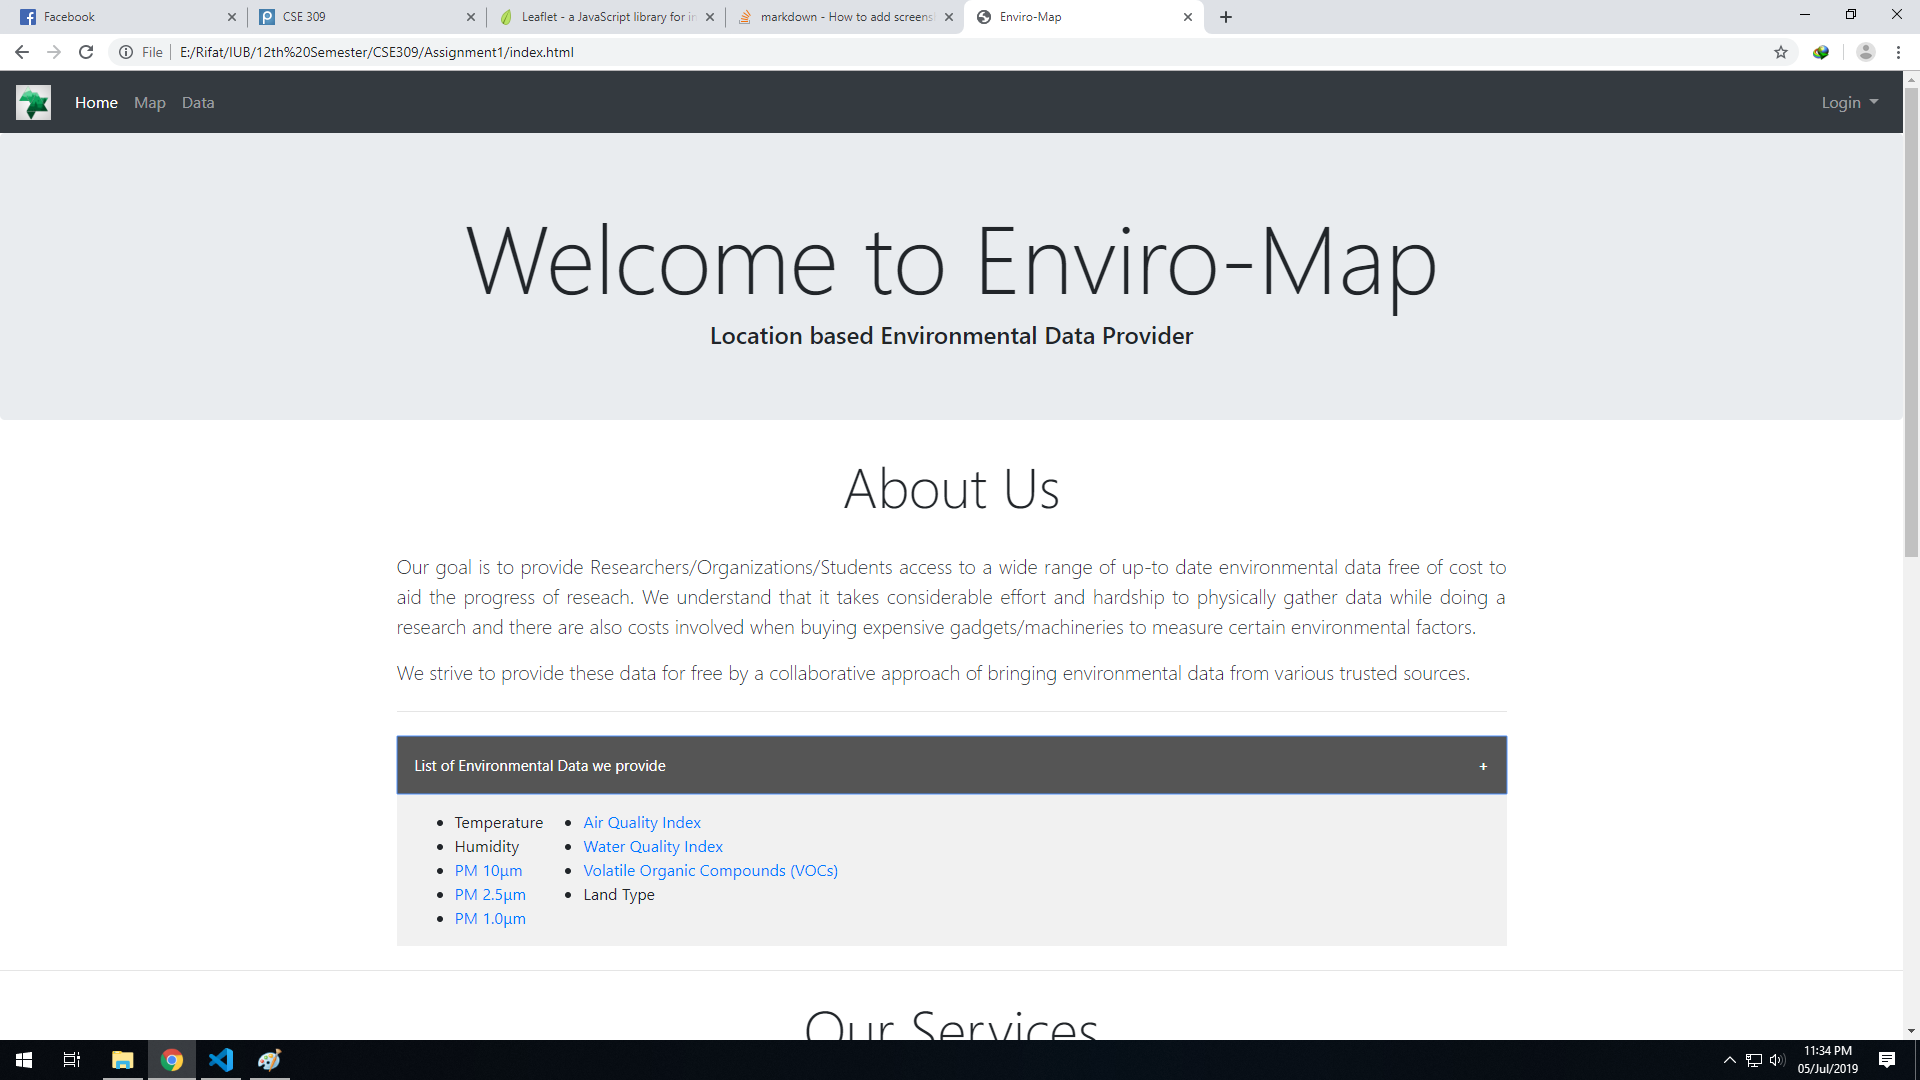 Facebook
CSE 309
Leaflet - a JavaScript library for in
markdown - How to add screens
Enviro-Map
File
E:/Rifat/IUB/12th%20Semester/CSE309/Assignment1/index.html
Home
Map
Data
Login
Welcome to Enviro-Map
Location based Environmental Data Provider
About Us
Our goal is to provide Researchers/Organizations/Students access to a wide range of up-to date environmental data free of cost to
aid the progress of reseach. We understand that it takes considerable effort and hardship to physically gather data while doing a
research and there are also costs involved when buying expensive gadgets/machineries to measure certain environmental factors.
We strive to provide these data for free by a collaborative approach of bringing environmental data from various trusted sources.
List of Environmental Data we provide +
Temperature
Humidity
PM 10µm
PM 2.5µm
PM 1.0µm
Air Quality Index
Water Quality Index
Volatile Organic Compounds (VOCs)
Land Type
Our Services
11:34 PM
05/Jul/2019